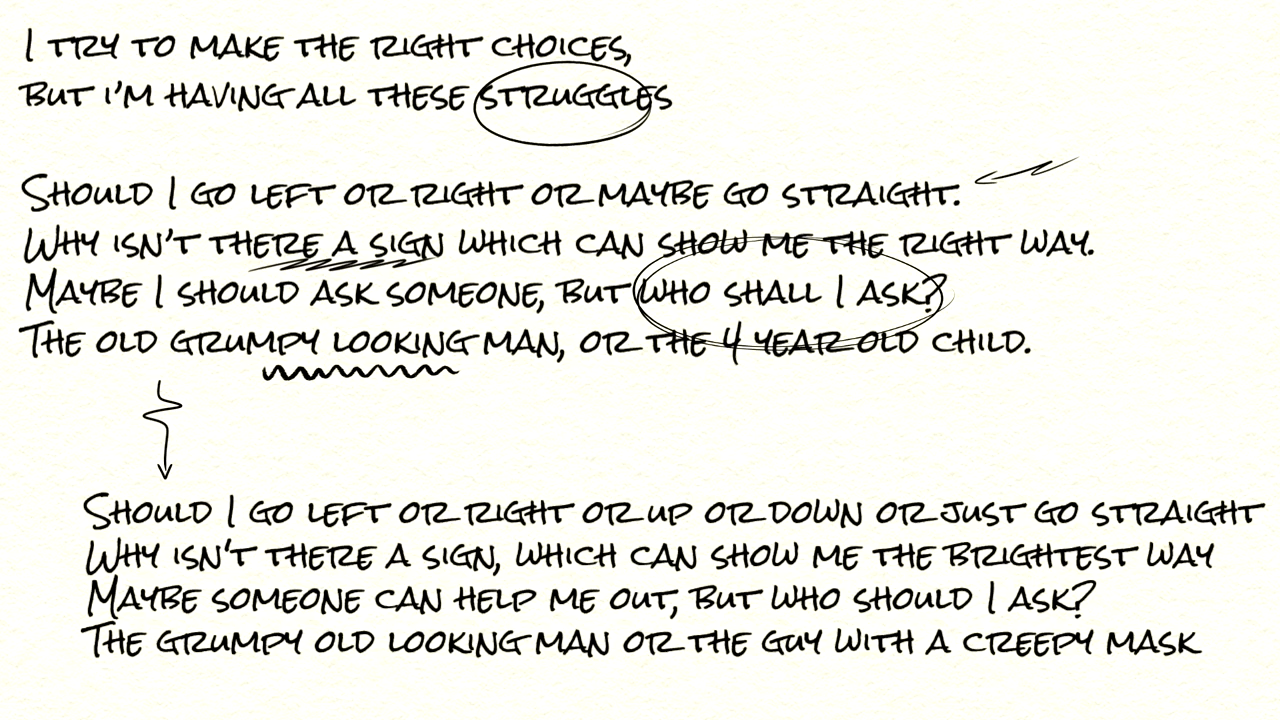 I try to make the right choices,
but i'm having all these struggles
Should I go left or right or maybe go straight.
Why isn't there a sign which can show me the right way.
Maybe I should ask someone, but who shall I ask?
The old grumpy looking man, or the 4 year old child.
Should I go left or right or up or down or just go straight
Why isn't there a sign, which can show me the brightest way
Maybe someone can help me out, but who should I ask?
The grumpy old looking man or the guy with a creepy mask